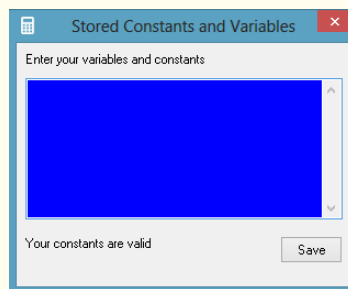 Stored Constants and Variables
Enter your variables and constants
Your constants are valid
Save